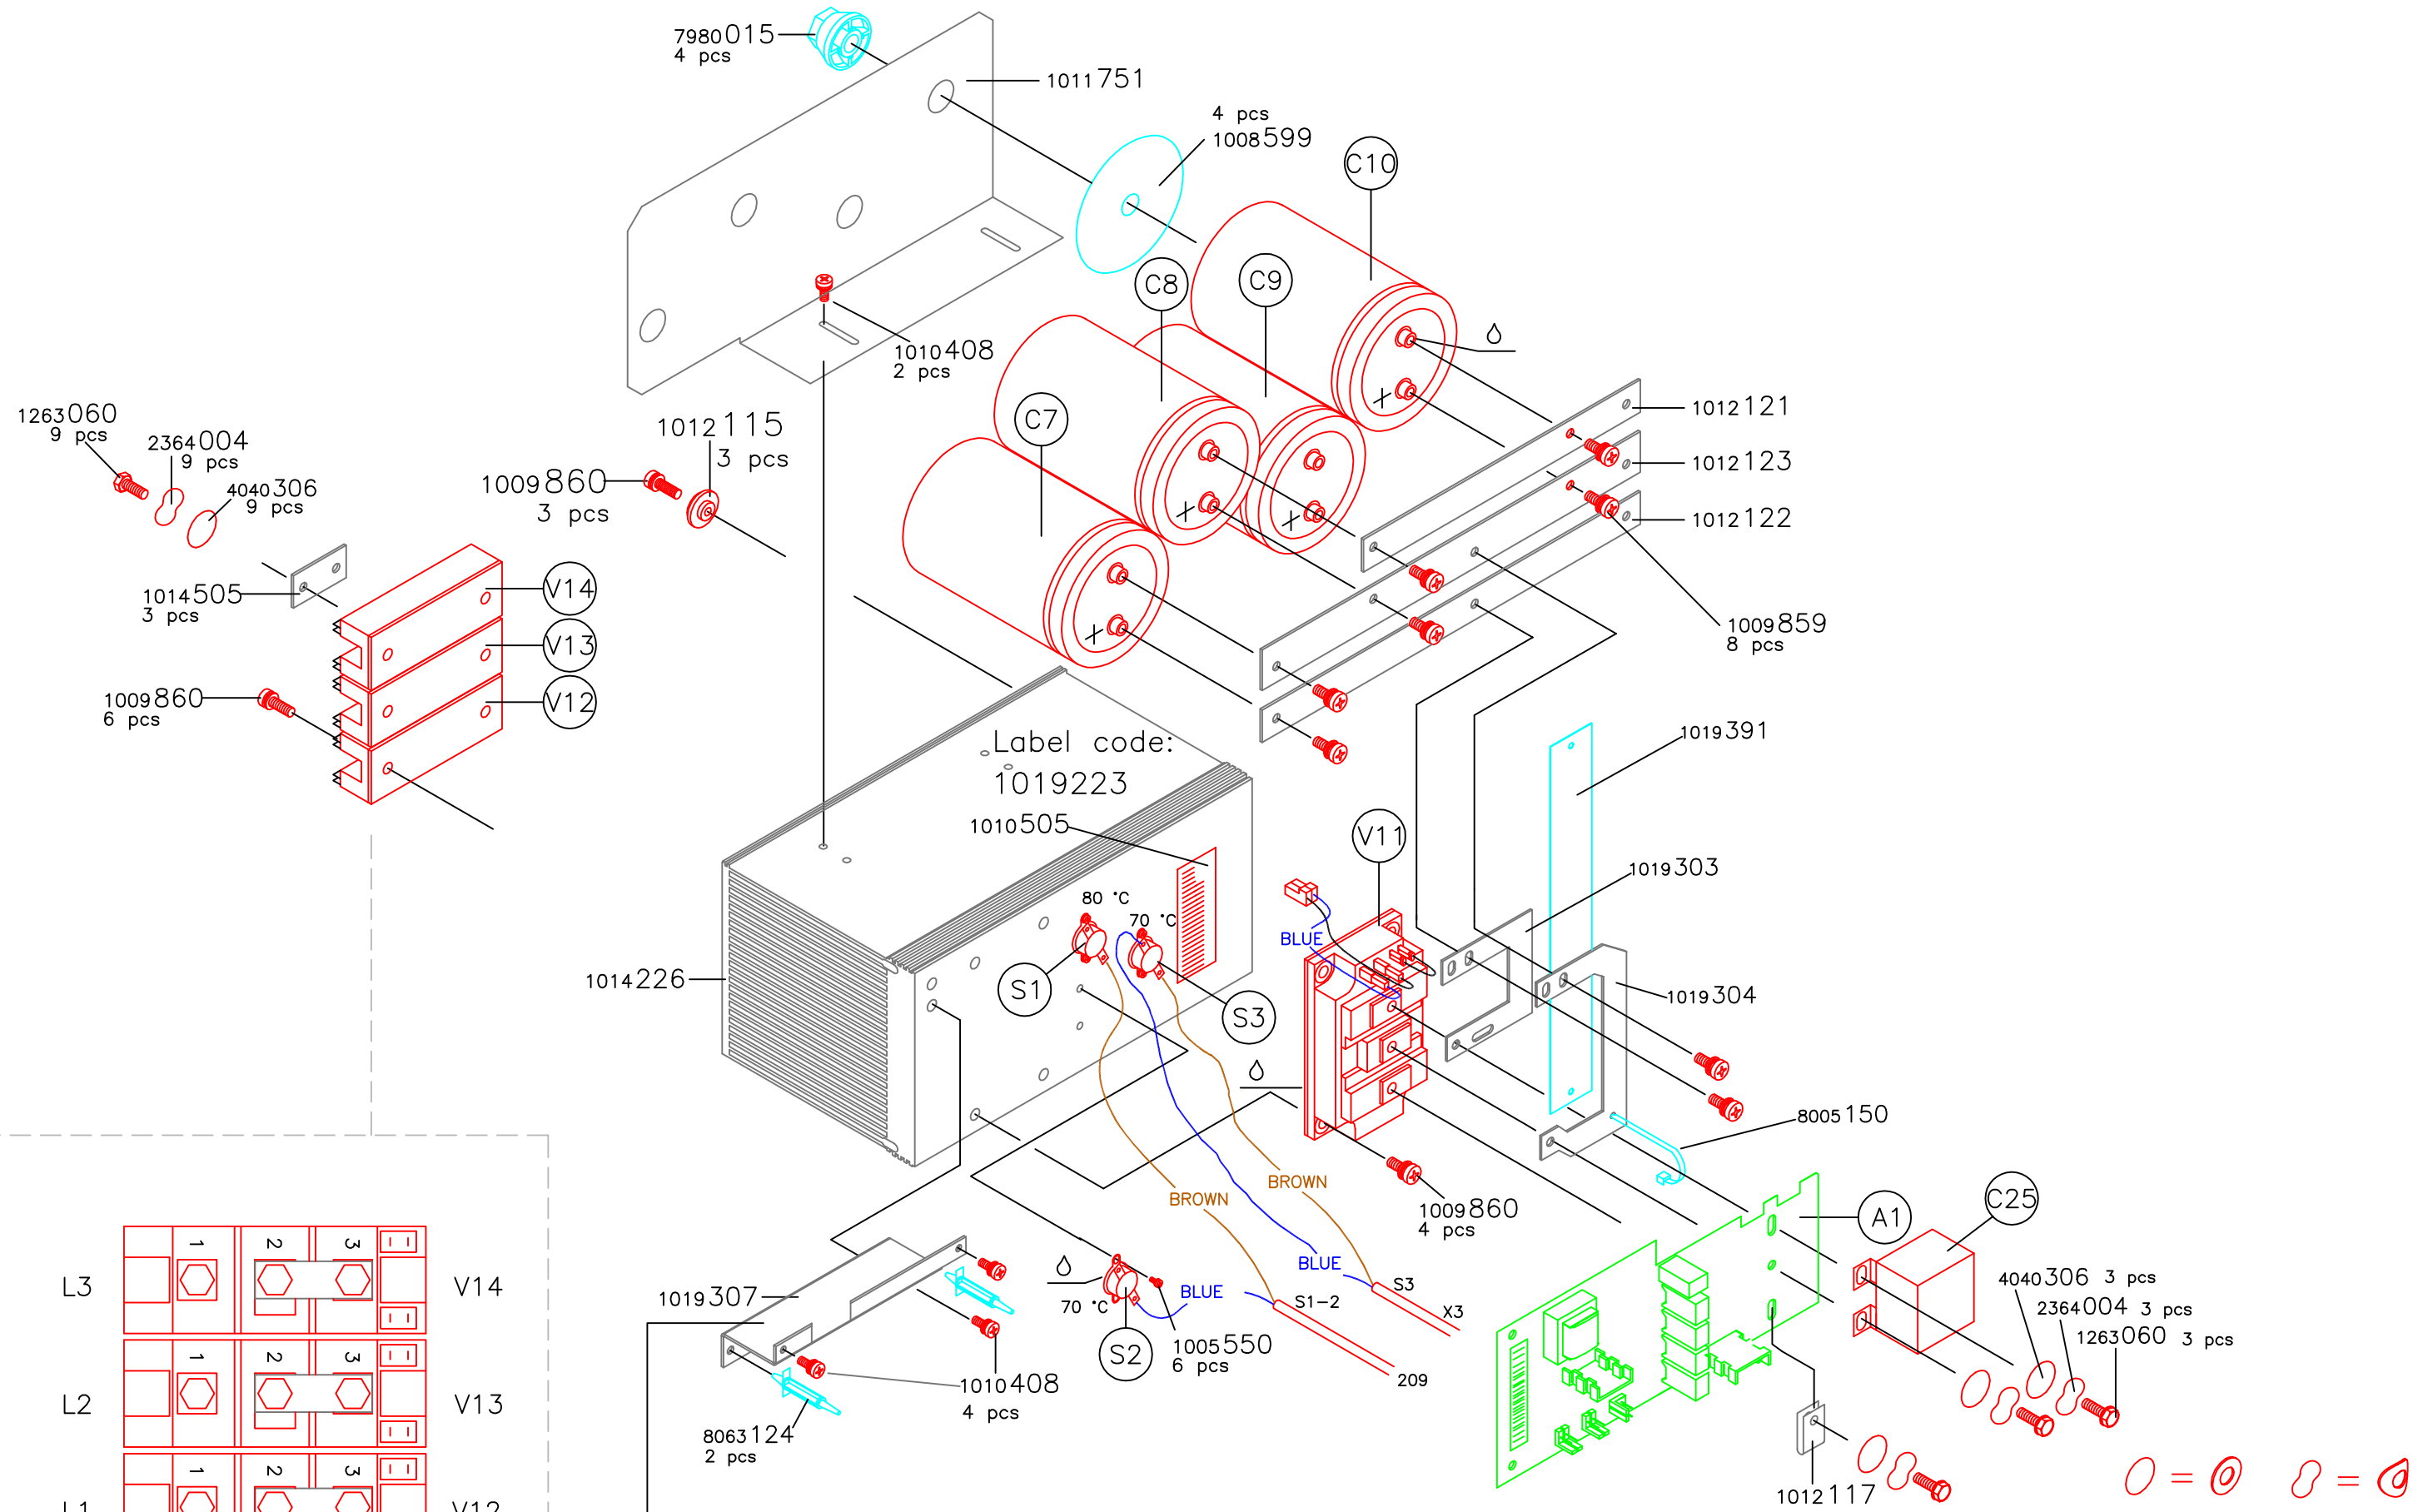 7980015
4 pcs
1011751
4 pcs
1008599
C10
C8
C9
C7
1010408
2 pcs
1012121
1012123
1012122
1263060
9 pcs
2364004
9 pcs
4040306
9 pcs
1012115
3 pcs
1009860
3 pcs
1014505
3 pcs
V14
V13
V12
1009860
6 pcs
1009859
8 pcs
Label code:
1019223
1010505
1019391
V11
1019303
80 °C
70 °C
BLUE
1014226
S1
S3
1019304
8005150
BROWN
BROWN
1009860
4 pcs
A1
C25
BLUE
BLUE
70 °C
S2
1005550
6 pcs
S1-2
S3
X3
209
1019307
1010408
4 pcs
8063124
2 pcs
4040306 3 pcs
2364004 3 pcs
1263060 3 pcs
1012117
= =
L3 1 2 3 V14
L2 1 2 3 V13
L1 1 2 3 V12